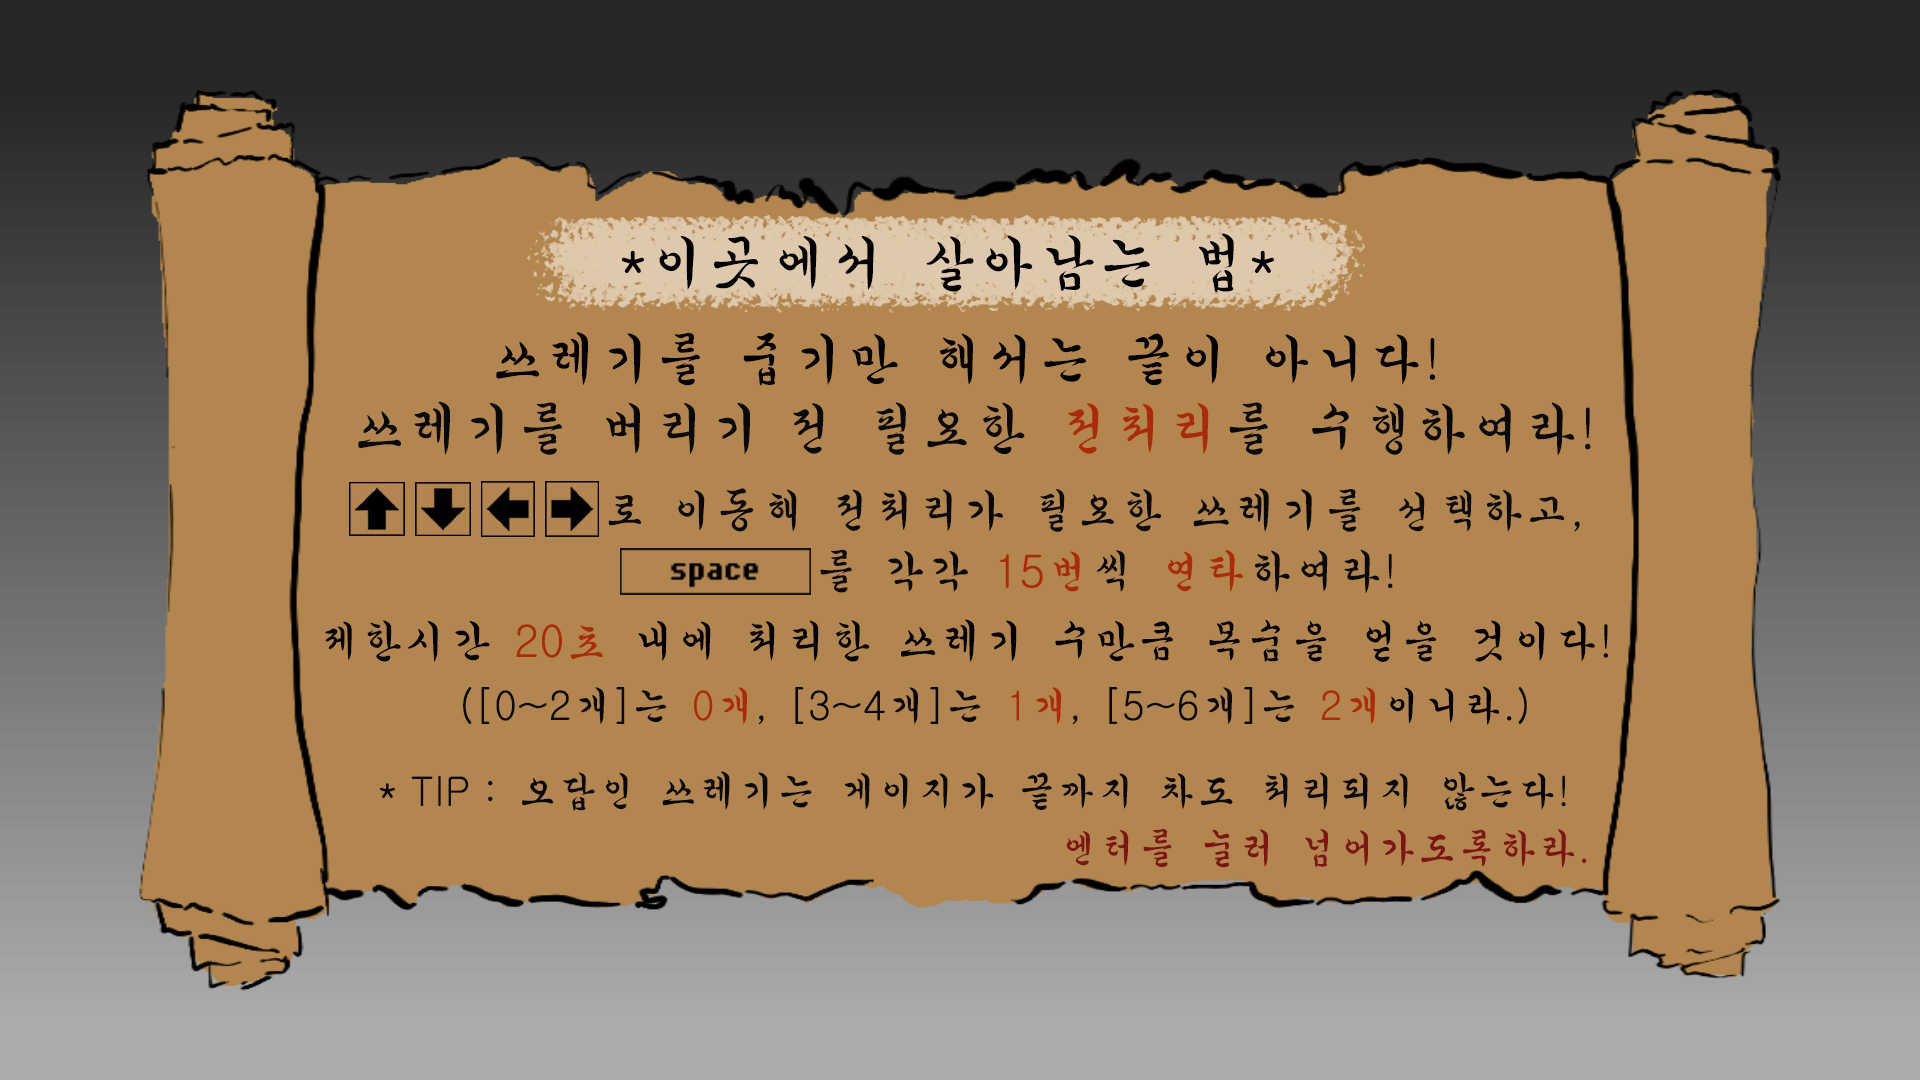 *이곳에서 살아남는 법*
쓰레기를 줍기만 해서는 끝이 아니다!
쓰레기를 버리기 전 필요한 전처리를 수행하여라!
↑ ↓ ← → 로 이동해 전처리가 필요한 쓰레기를 선택하고,
space 를 각각 15번씩 연타하여라!
제한시간 20초 내에 처리한 쓰레기 수만큼 목숨을 얻을 것이다!
([0~2개]는 0개, [3~4개]는 1개, [5~6개]는 2개이니라.)
* TIP : 오답인 쓰레기는 게이지가 끝까지 차도 처리되지 않는다!
엔터를 눌러 넘어가도록하라.